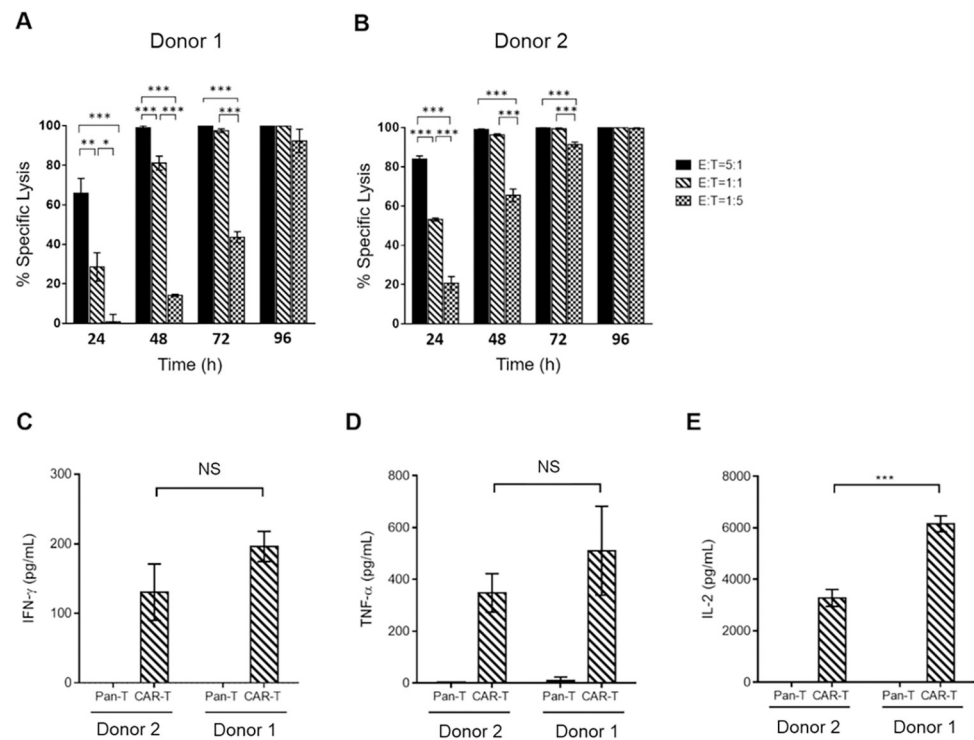 A
Donor 1
% Specific Lysis
100
80
60
40
20
0
***
** *
***
*** ***
***
***
24 48 72 96
Time (h)
B
Donor 2
% Specific Lysis
100
80
60
40
20
0
***
*** ***
***
***
***
***
24 48 72 96
Time (h)
E:T=5:1
E:T=1:1
E:T=1:5
C
IFN-γ (pg/mL)
300
200
100
0
NS
Pan-T CAR-T Pan-T CAR-T
Donor 2 Donor 1
D
TNF-α (pg/mL)
800
600
400
200
0
NS
Pan-T CAR-T Pan-T CAR-T
Donor 2 Donor 1
E
IL-2 (pg/mL)
8000
6000
4000
2000
0
***
Pan-T CAR-T Pan-T CAR-T
Donor 2 Donor 1